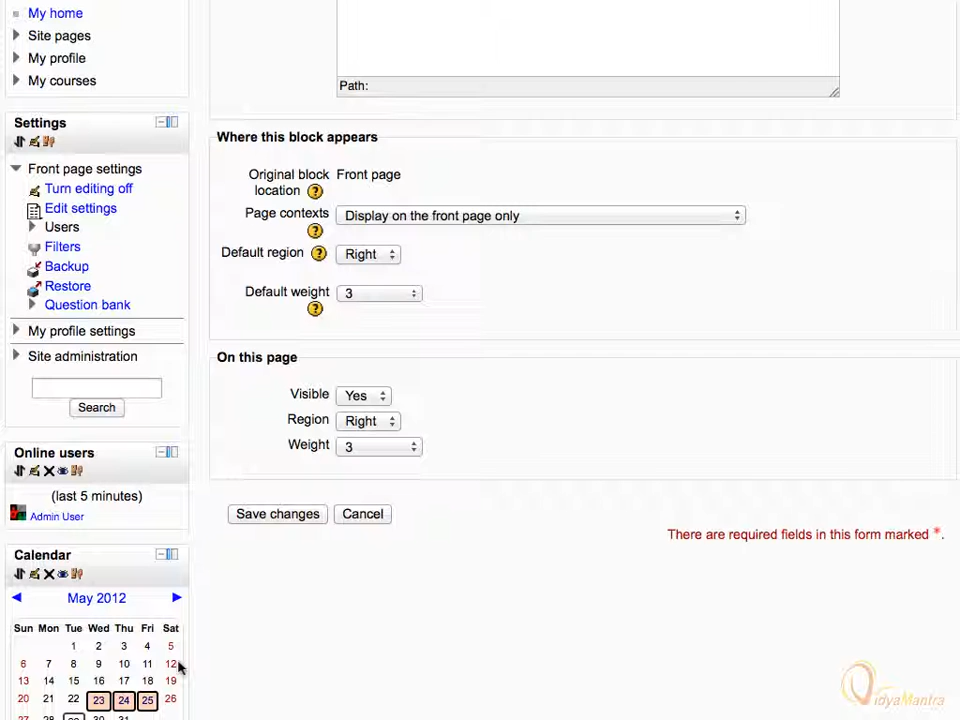 My home
Site pages
My profile
My courses
Path:
Settings
Front page settings
Turn editing off
Edit settings
Users
Filters
Backup
Restore
Question bank
My profile settings
Site administration
Search
Online users
(last 5 minutes)
Admin User
Calendar
May 2012
Sun Mon Tue Wed Thu Fri Sat
1 2 3 4 5
6 7 8 9 10 11 12
13 14 15 16 17 18 19
20 21 22 23 24 25 26
27 28 29 30 31
Where this block appears
Original block location Front page
Page contexts Display on the front page only
Default region Right
Default weight 3
On this page
Visible Yes
Region Right
Weight 3
Save changes Cancel
There are required fields in this form marked *.
VidyaMantra